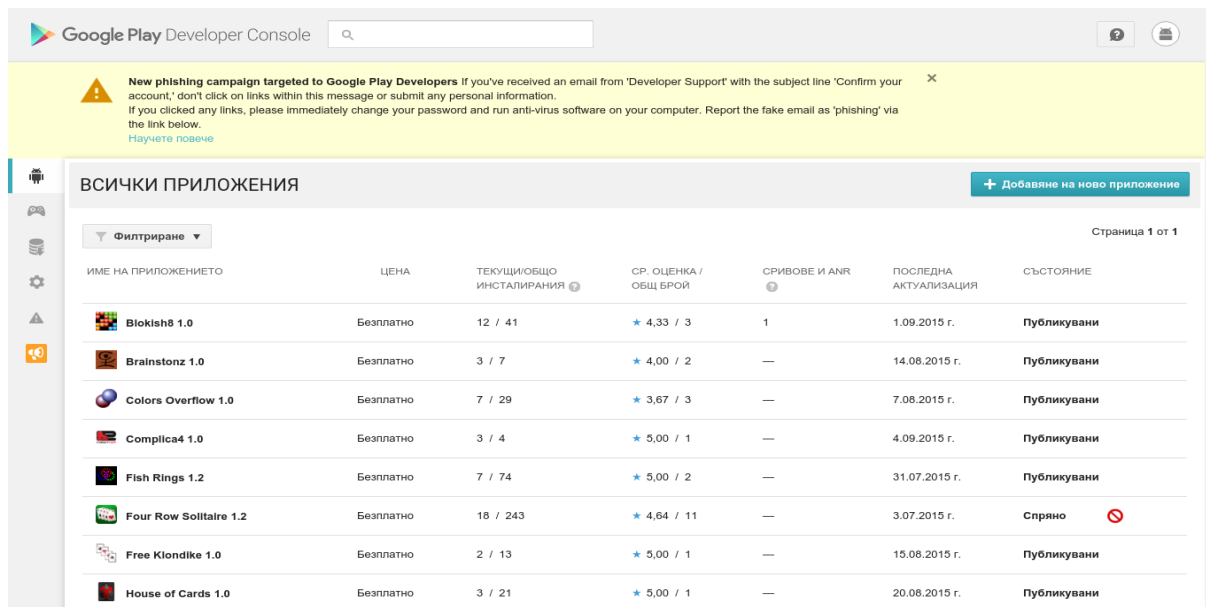 Google Play Developer Console
New phishing campaign targeted to Google Play Developers If you've received an email from 'Developer Support' with the subject line 'Confirm your
account,' don't click on links within this message or submit any personal information.
If you clicked any links, please immediately change your password and run anti-virus software on your computer. Report the fake email as 'phishing' via
the link below.
Научете повече
ВСИЧКИ ПРИЛОЖЕНИЯ
Добавяне на ново приложение
Филтриране
Страница 1 от 1
ИМЕ НА ПРИЛОЖЕНИЕТО ЦЕНА ТЕКУЩИ/ОБЩО СР. ОЦЕНКА / СРИВОВЕ И ANR ПОСЛЕДНА СЪСТОЯНИЕ
ИНСТАЛИРАНИЯ ОБЩ БРОЙ АКТУАЛИЗАЦИЯ
Blokish8 1.0 Безплатно 12 / 41 ★ 4,33 / 3 1 1.09.2015 г. Публикувани
Brainstonz 1.0 Безплатно 3 / 7 ★ 4,00 / 2 — 14.08.2015 г. Публикувани
Colors Overflow 1.0 Безплатно 7 / 29 ★ 3,67 / 3 — 7.08.2015 г. Публикувани
Complica4 1.0 Безплатно 3 / 4 ★ 5,00 / 1 — 4.09.2015 г. Публикувани
Fish Rings 1.2 Безплатно 7 / 74 ★ 5,00 / 2 — 31.07.2015 г. Публикувани
Four Row Solitaire 1.2 Безплатно 18 / 243 ★ 4,64 / 11 — 3.07.2015 г. Спряно
Free Klondike 1.0 Безплатно 2 / 13 ★ 5,00 / 1 — 15.08.2015 г. Публикувани
House of Cards 1.0 Безплатно 3 / 21 ★ 5,00 / 1 — 20.08.2015 г. Публикувани